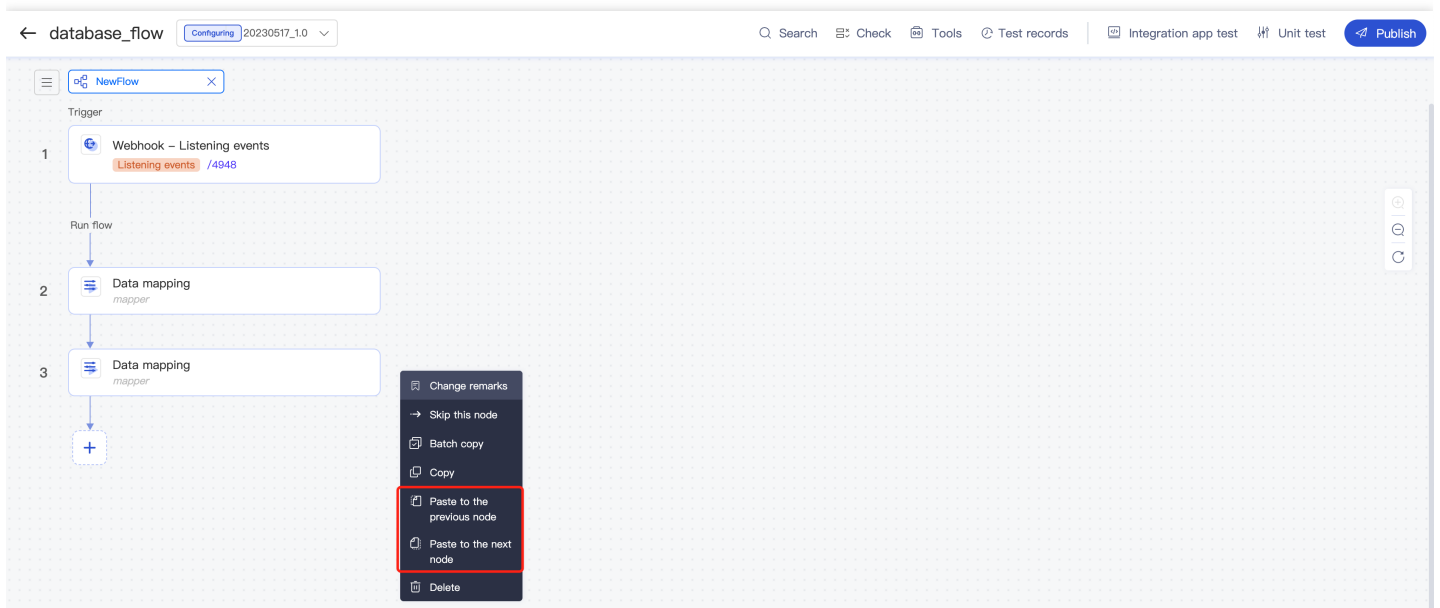 database_flow Configuring 20230517_1.0 Search Check Tools Test records Integration app test Unit test Publish
NewFlow
Trigger
1 Webhook – Listening events
Listening events /4948
Run flow
2 Data mapping
mapper
3 Data mapping
mapper
Change remarks
Skip this node
Batch copy
Copy
Paste to the
previous node
Paste to the next
node
Delete